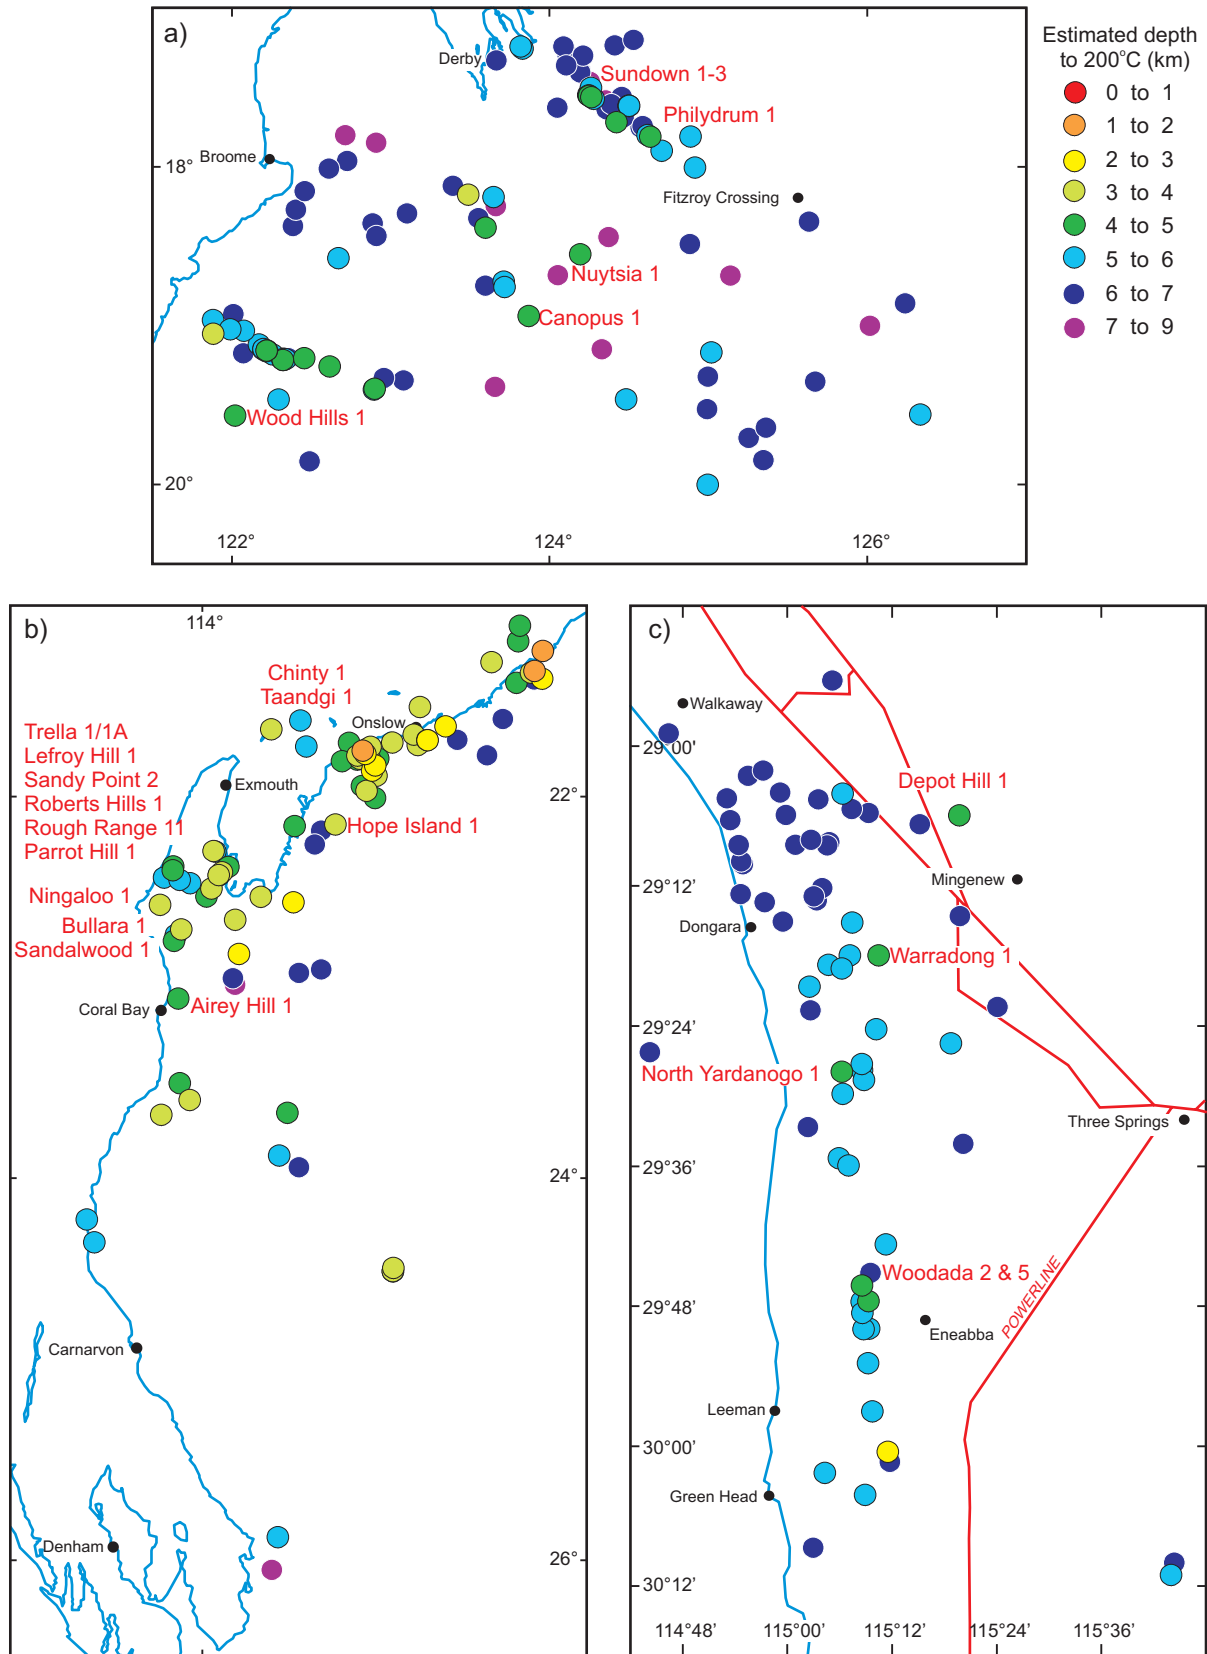 a)
Estimated depth
to 200°C (km)
0 to 1
1 to 2
2 to 3
3 to 4
4 to 5
5 to 6
6 to 7
7 to 9
Derby
Sundown 1-3
Philydrum 1
Broome
18°
Fitzroy Crossing
Nuytsia 1
Canopus 1
Wood Hills 1
20°
122°
124°
126°
b)
114°
Chinty 1
Taandgi 1
Onslow
Trella 1/1A
Lefroy Hill 1
Sandy Point 2
Roberts Hills 1
Rough Range 11
Parrot Hill 1
Exmouth
22°
Hope Island 1
Ningaloo 1
Bullara 1
Sandalwood 1
Airey Hill 1
Coral Bay
24°
Carnarvon
Denham
26°
c)
Walkaway
29°00'
Depot Hill 1
29°12'
Mingenew
Dongara
Warradong 1
29°24'
North Yardanogo 1
Three Springs
29°36'
Woodada 2 & 5
29°48'
Eneabba
POWERLINE
Leeman
30°00'
Green Head
30°12'
114°48'
115°00'
115°12'
115°24'
115°36'